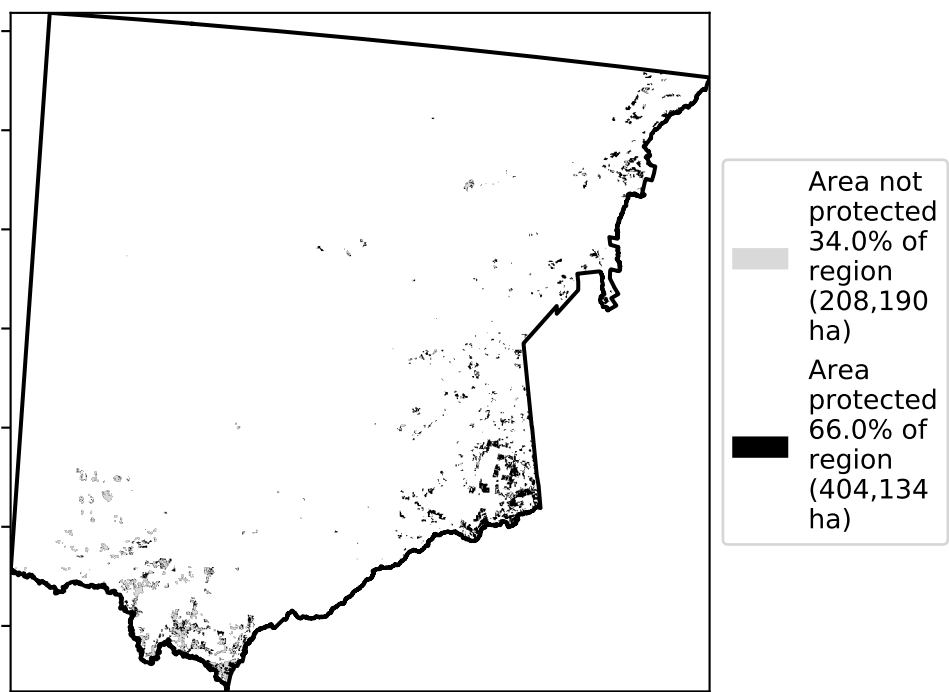 Area not
protected
34.0% of
region
(208,190
ha)
Area
protected
66.0% of
region
(404,134
ha)